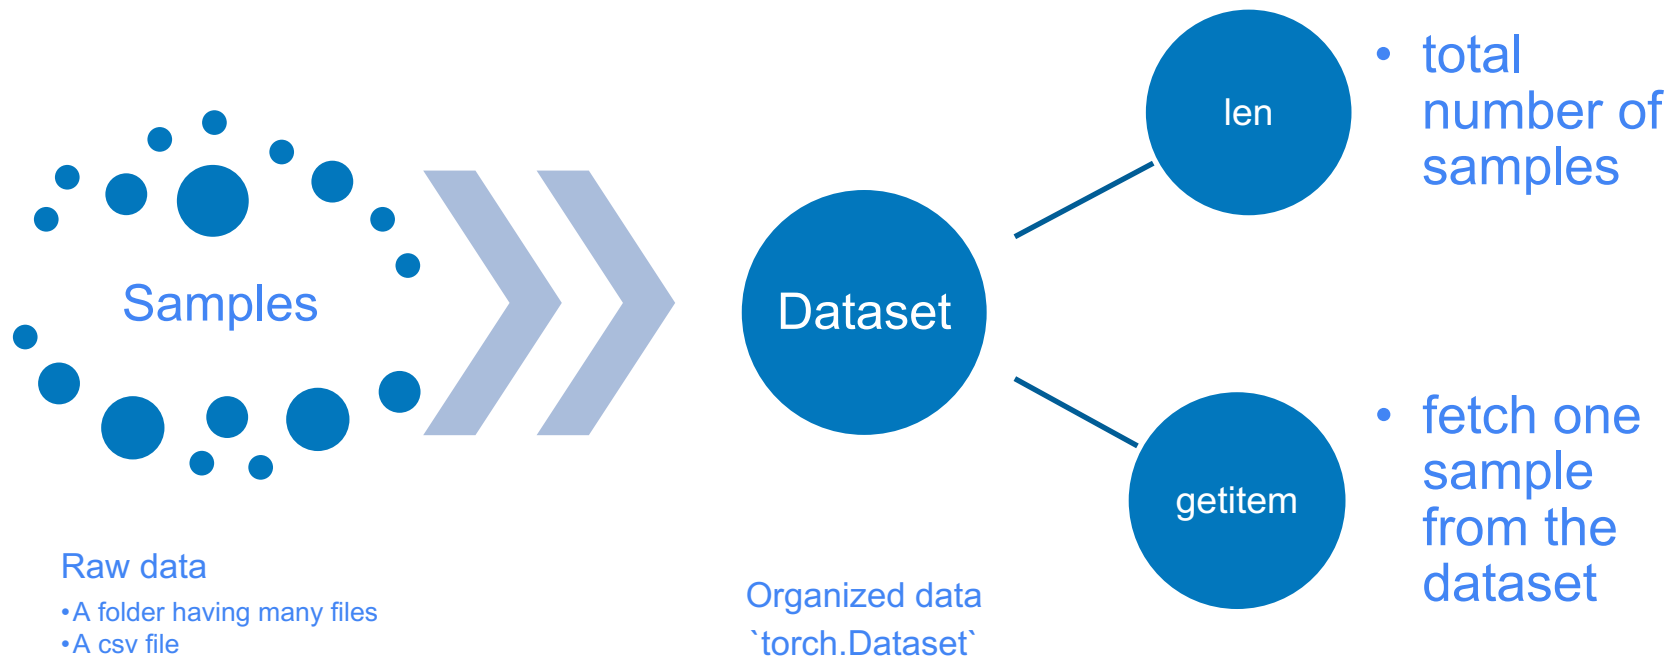 Samples
Raw data
•A folder having many files
•A csv file
Dataset
Organized data
`torch.Dataset`
len
• total
number of
samples
getitem
• fetch one
sample
from the
dataset